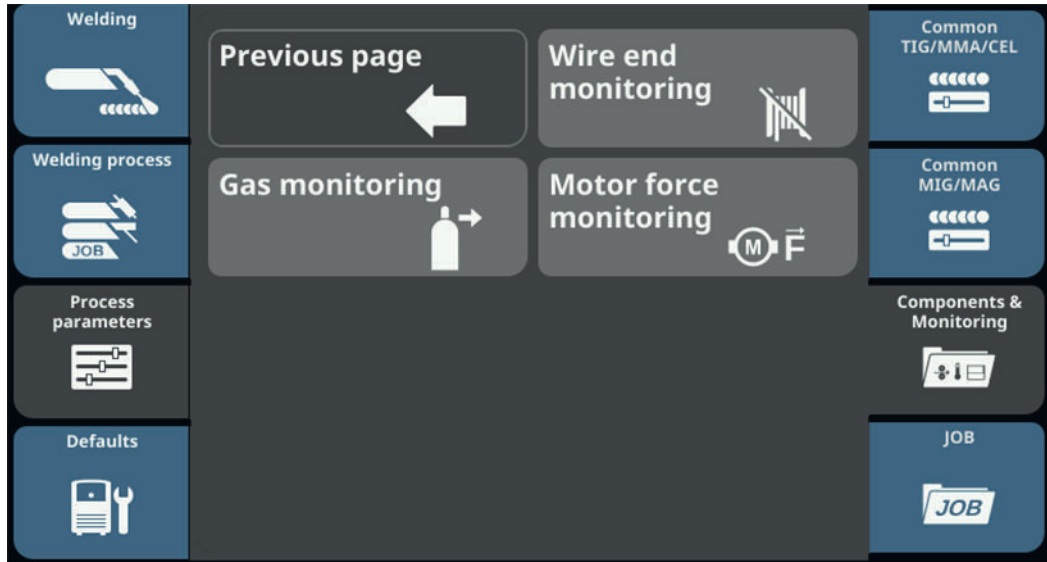 Welding
Welding process
JOB
Process
parameters
Defaults
Previous page
Wire end
monitoring
Gas monitoring
Motor force
monitoring
M F
Common
TIG/MMA/CEL
Common
MIG/MAG
Components &
Monitoring
JOB
JOB